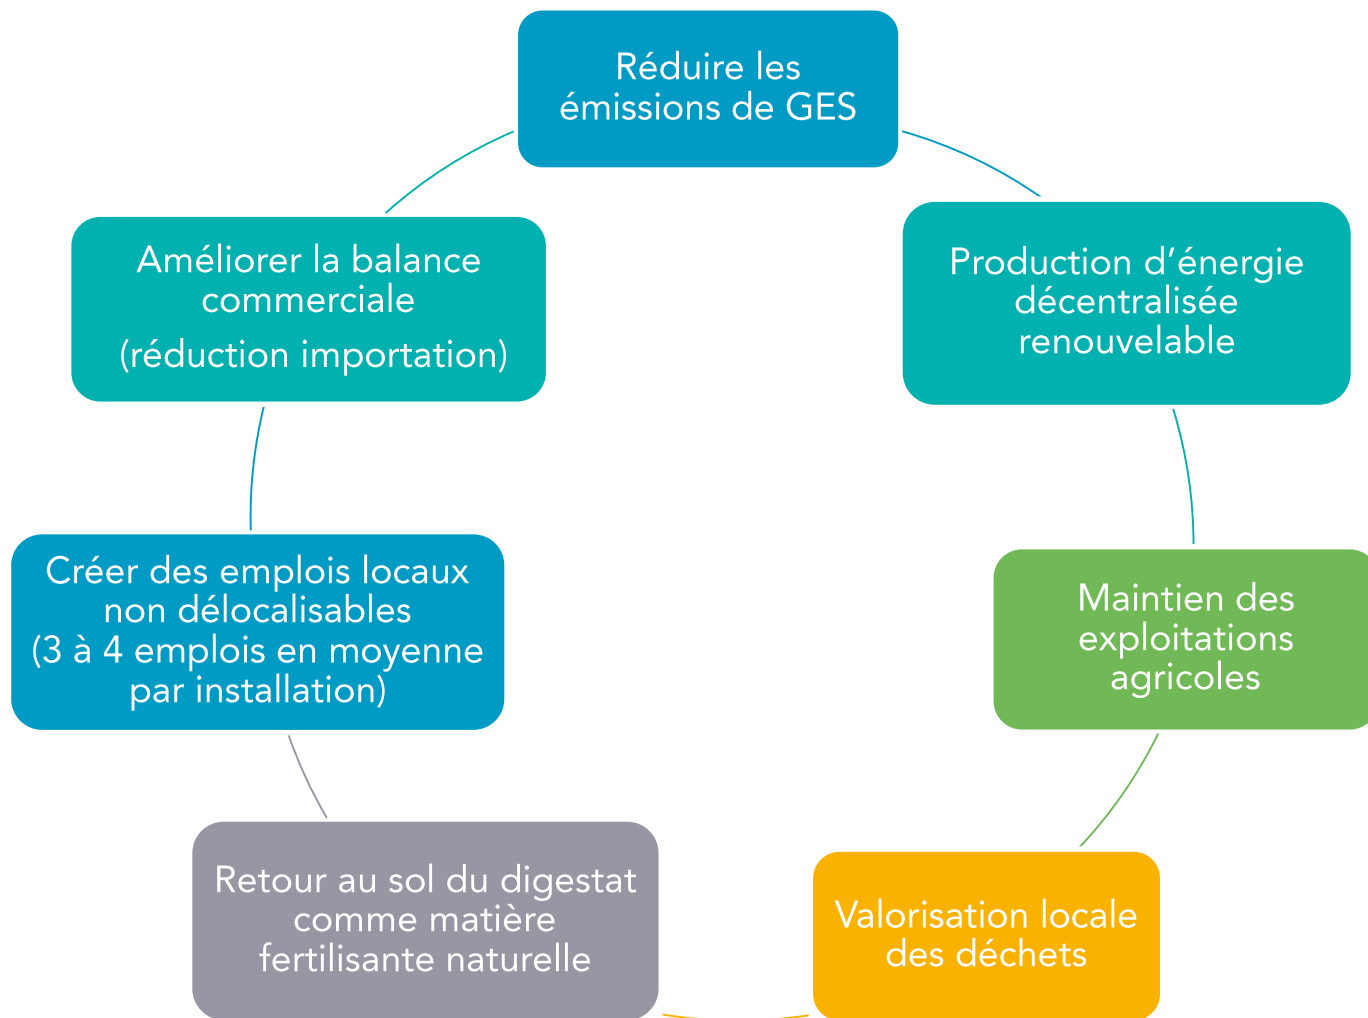 Réduire les
émissions de GES
Production d’énergie
décentralisée
renouvelable
Maintien des
exploitations
agricoles
Valorisation locale
des déchets
Retour au sol du digestat
comme matière
fertilisante naturelle
Créer des emplois locaux
non délocalisables
(3 à 4 emplois en moyenne
par installation)
Améliorer la balance
commerciale
(réduction importation)